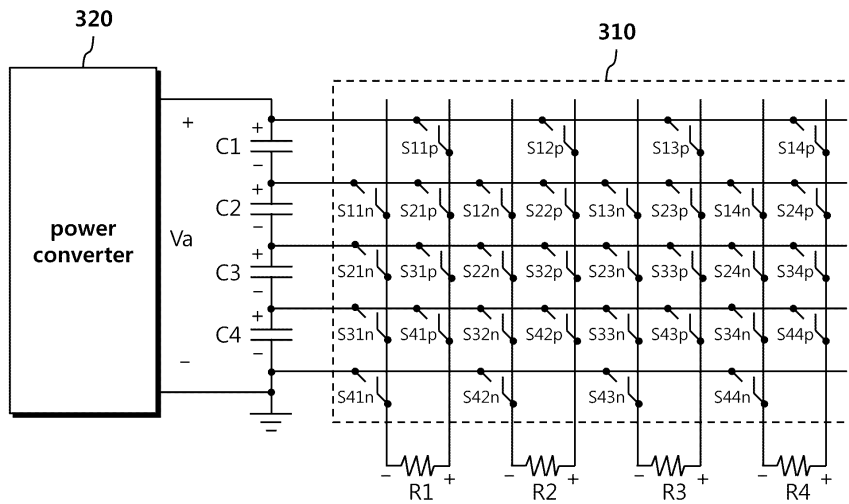 320
310
power
converter
Va
+
−
+
C1
−
+
C2
−
+
C3
−
+
C4
−
S11p S12p S13p S14p
S11n S21p S12n S22p S13n S23p S14n S24p
S21n S31p S22n S32p S23n S33p S24n S34p
S31n S41p S32n S42p S33n S43p S34n S44p
S41n S42n S43n S44n
− + − + − + − +
R1 R2 R3 R4